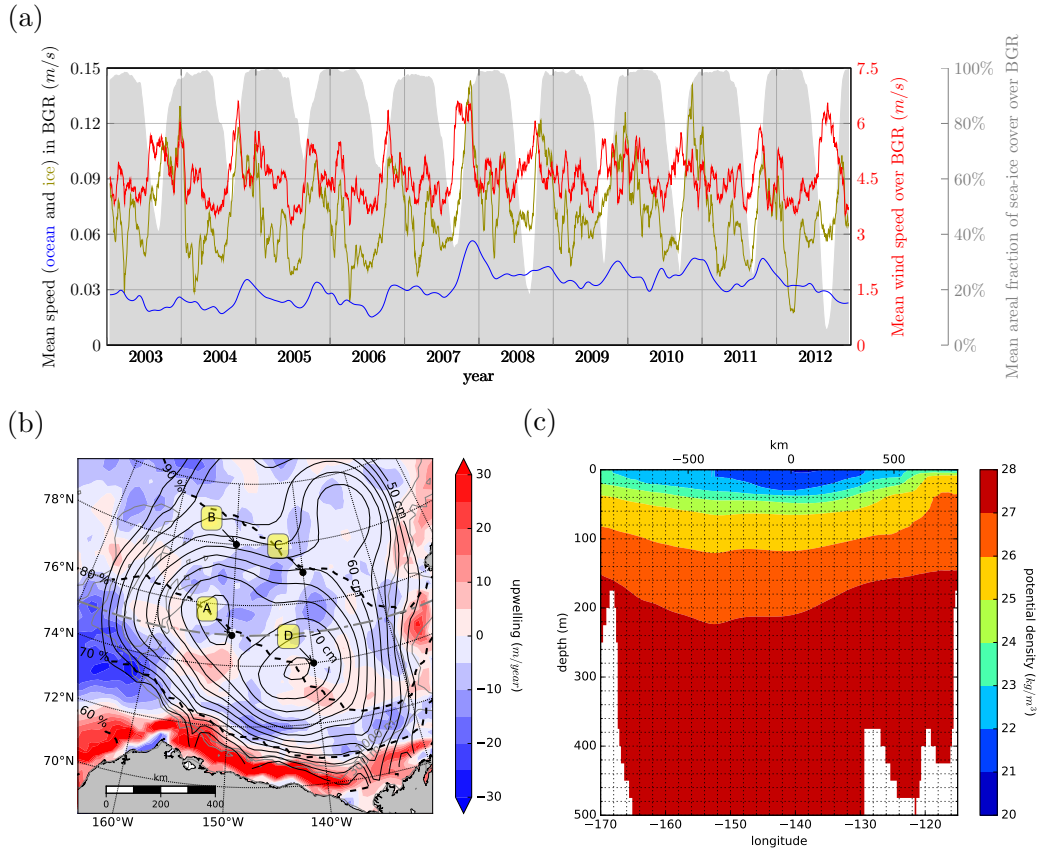 (a)
Mean speed (ocean and ice) in BGR (m/s)
0.15
0.12
0.09
0.06
0.03
0
2003 2004 2005 2006 2007 2008 2009 2010 2011 2012
year
7.5
6
4.5
3
1.5
0
Mean wind speed over BGR (m/s)
100%
80%
60%
40%
20%
0%
Mean areal fraction of sea-ice cover over BGR
(b)
78°N
76°N
74°N
72°N
70°N
160°W 150°W 140°W
90 %
80 %
70 %
60 %
50 cm
60 cm
70 cm
A
B
C
D
km
0 200 400
30
20
10
0
−10
−20
−30
upwelling (m/year)
(c)
km
−500 0 500
0
100
200
300
400
500
depth (m)
−170 −160 −150 −140 −130 −120
longitude
28
27
26
25
24
23
22
21
20
potential density (kg/m³)